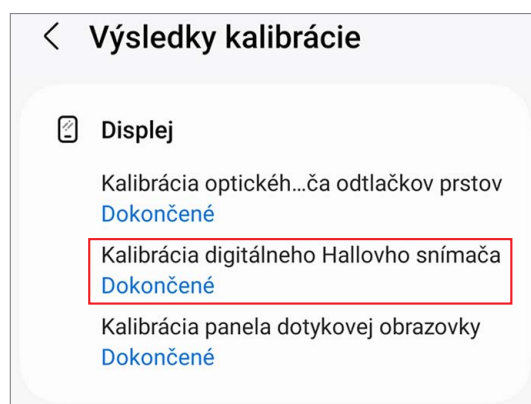 Výsledky kalibrácie
Displej
Kalibrácia optickéh...ča odtlačkov prstov
Dokončené
Kalibrácia digitálneho Hallovho snímača
Dokončené
Kalibrácia panela dotykovej obrazovky
Dokončené